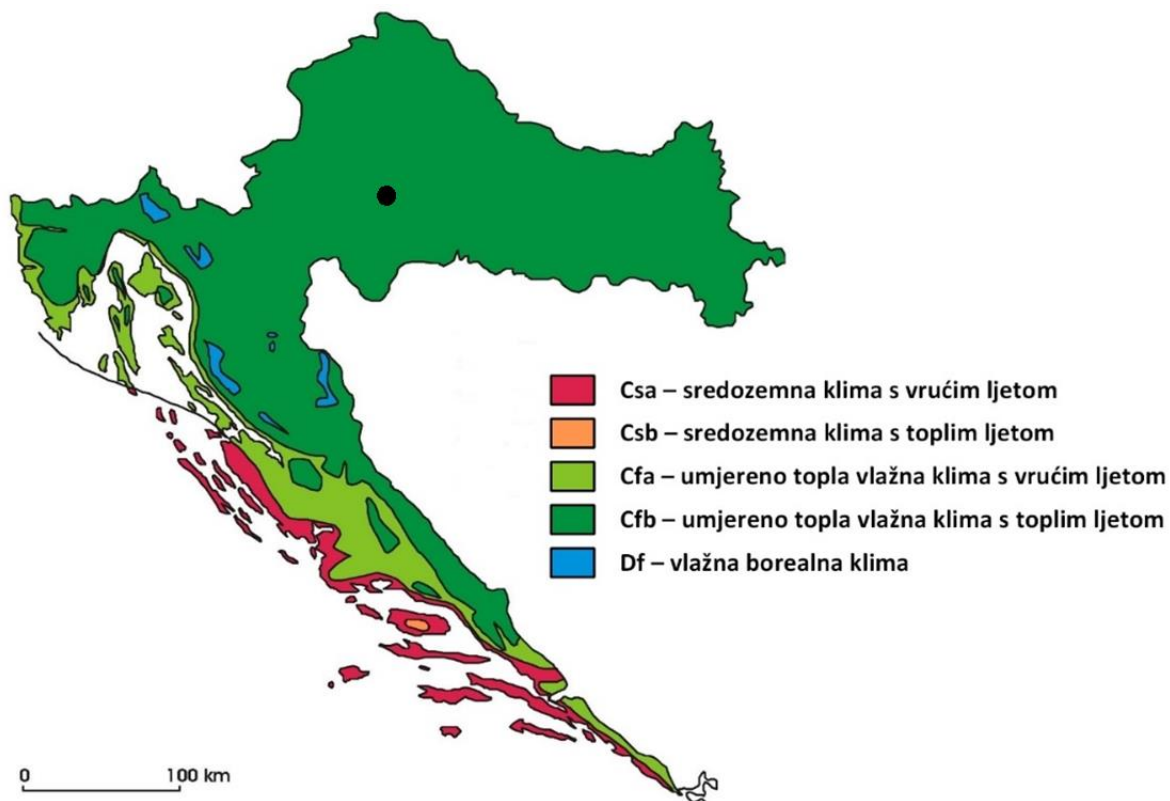 Csa – sredozemna klima s vrućim ljetom
Csb – sredozemna klima s toplim ljetom
Cfa – umjereno topla vlažna klima s vrućim ljetom
Cfb – umjereno topla vlažna klima s toplim ljetom
Df – vlažna borealna klima
0 100 km